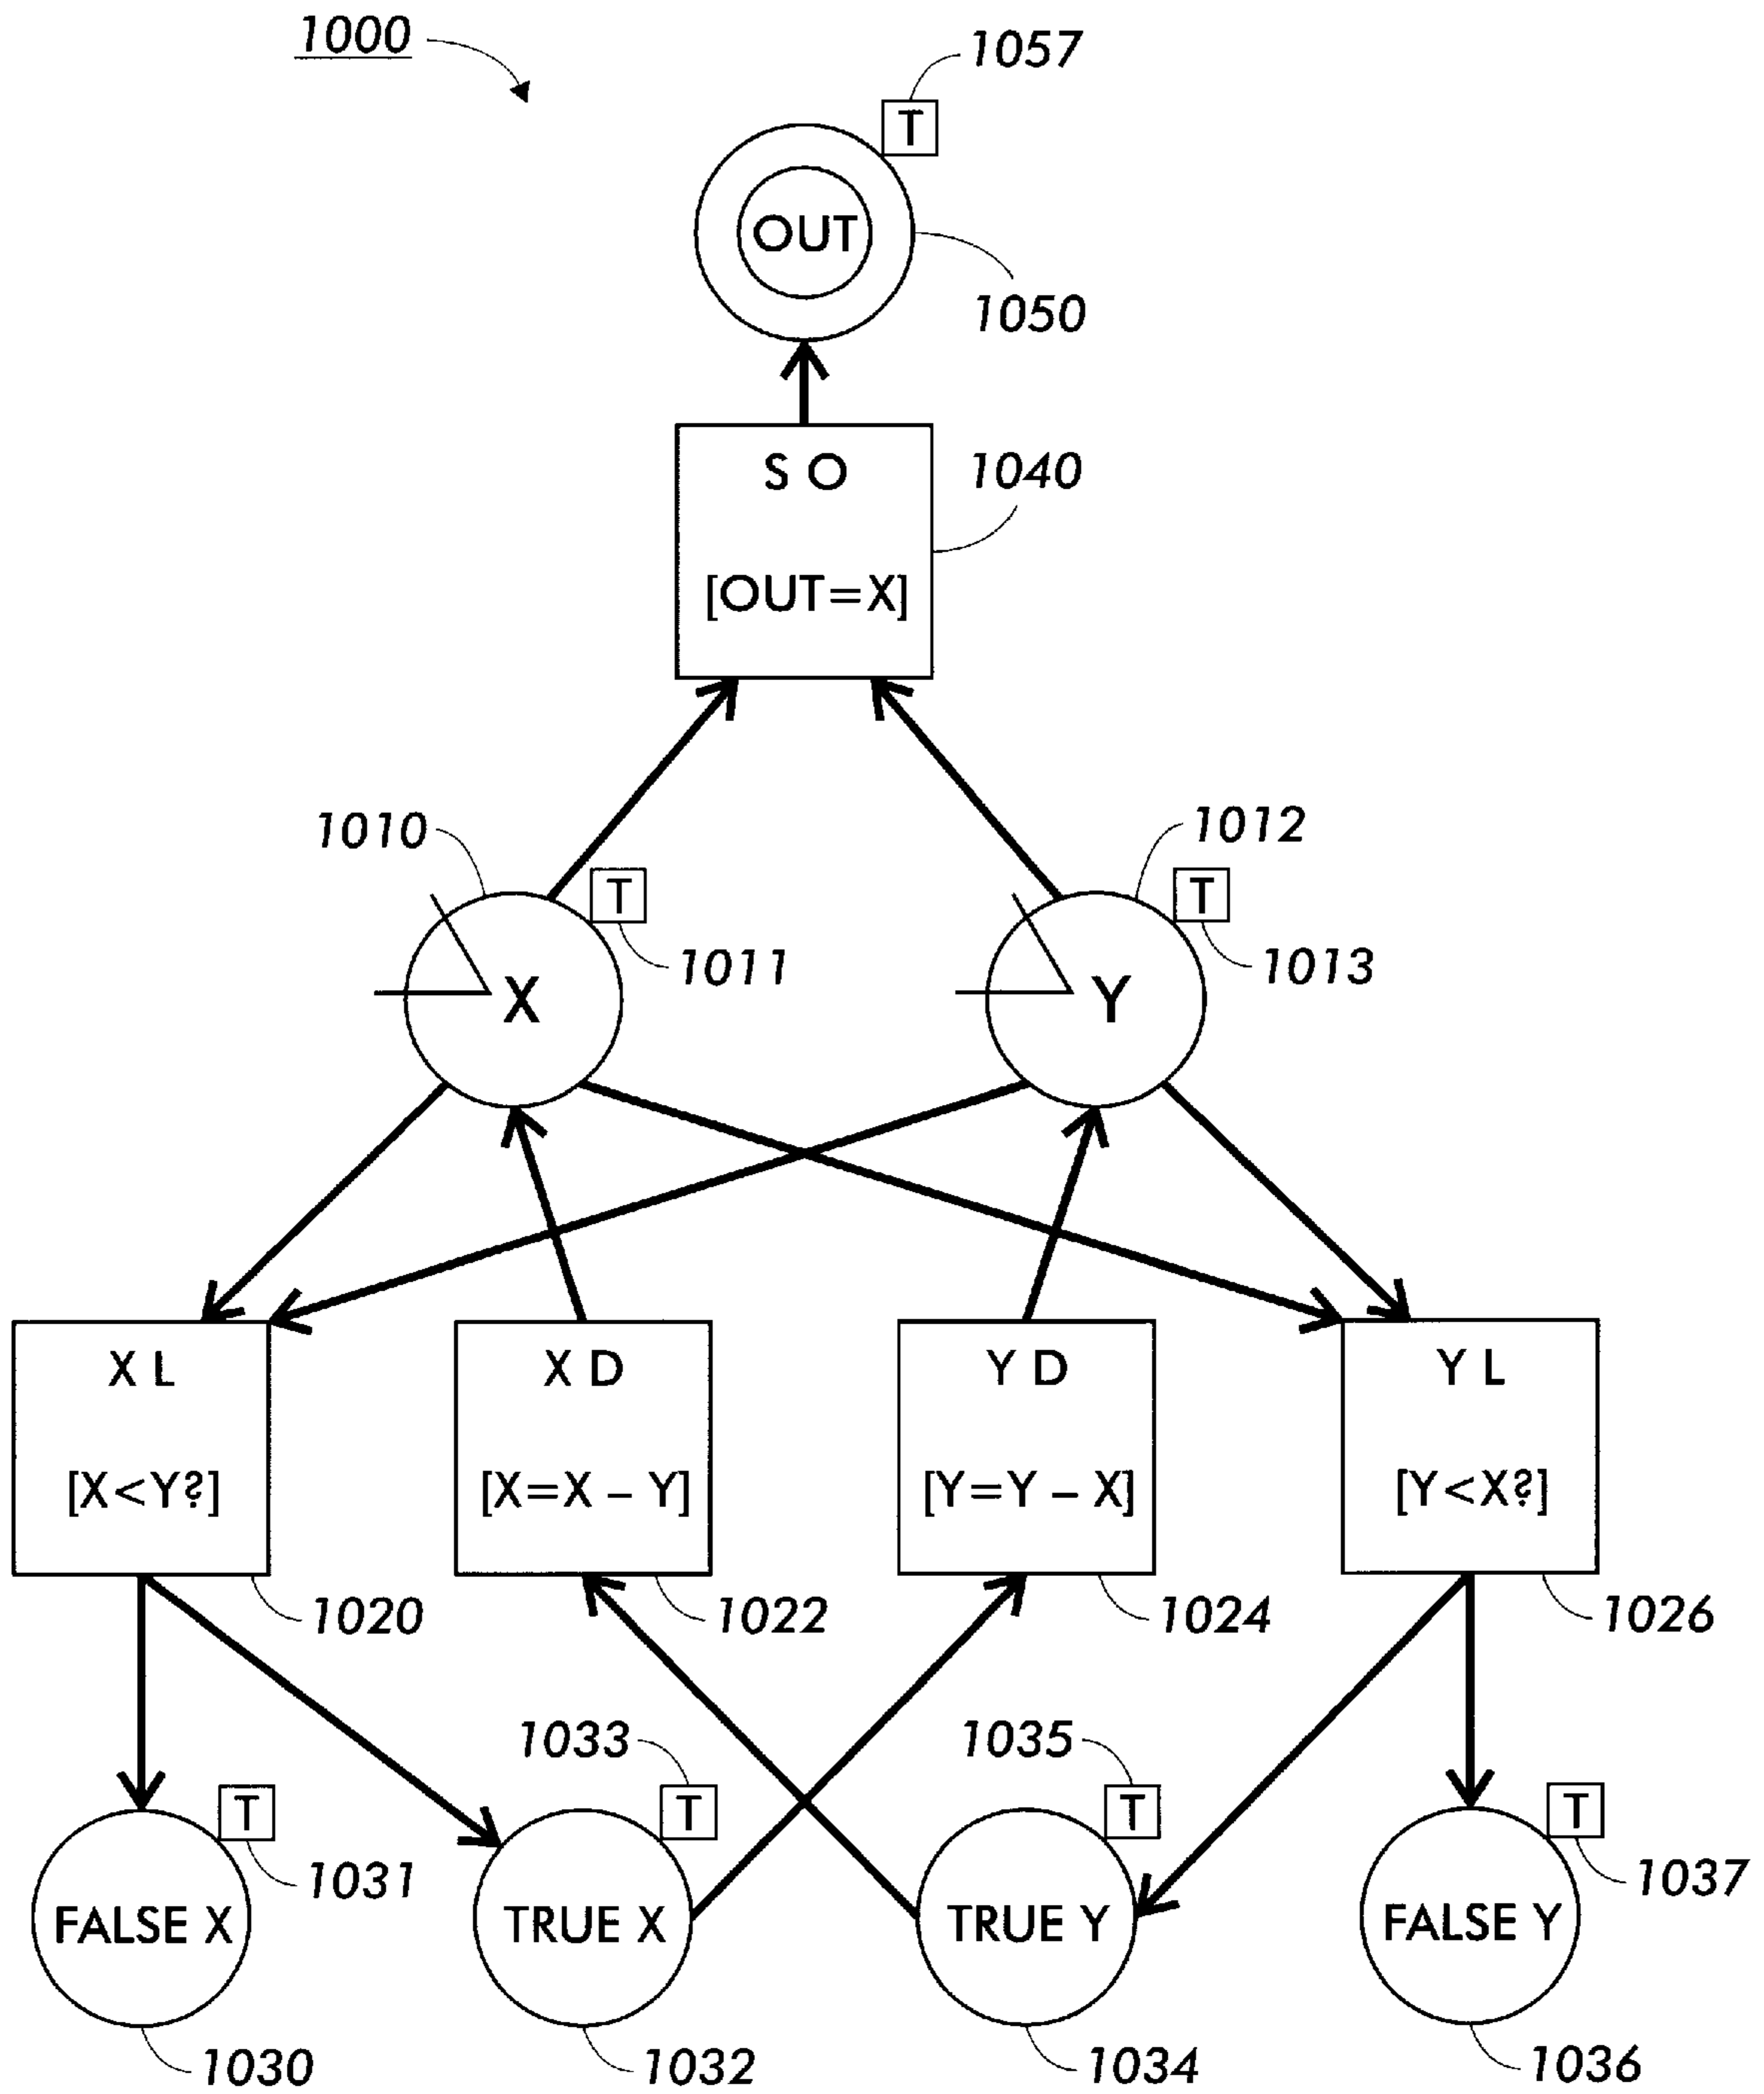 1000
1057
T
OUT
1050
S O
1040
[OUT=X]
1010
1012
T
T
X
1011
Y
1013
X L
X D
Y D
Y L
[X<Y?]
[X=X – Y]
[Y=Y – X]
[Y<X?]
1020
1022
1024
1026
1033
1035
T
T
T
T
1031
1037
FALSE X
TRUE X
TRUE Y
FALSE Y
1030
1032
1034
1036